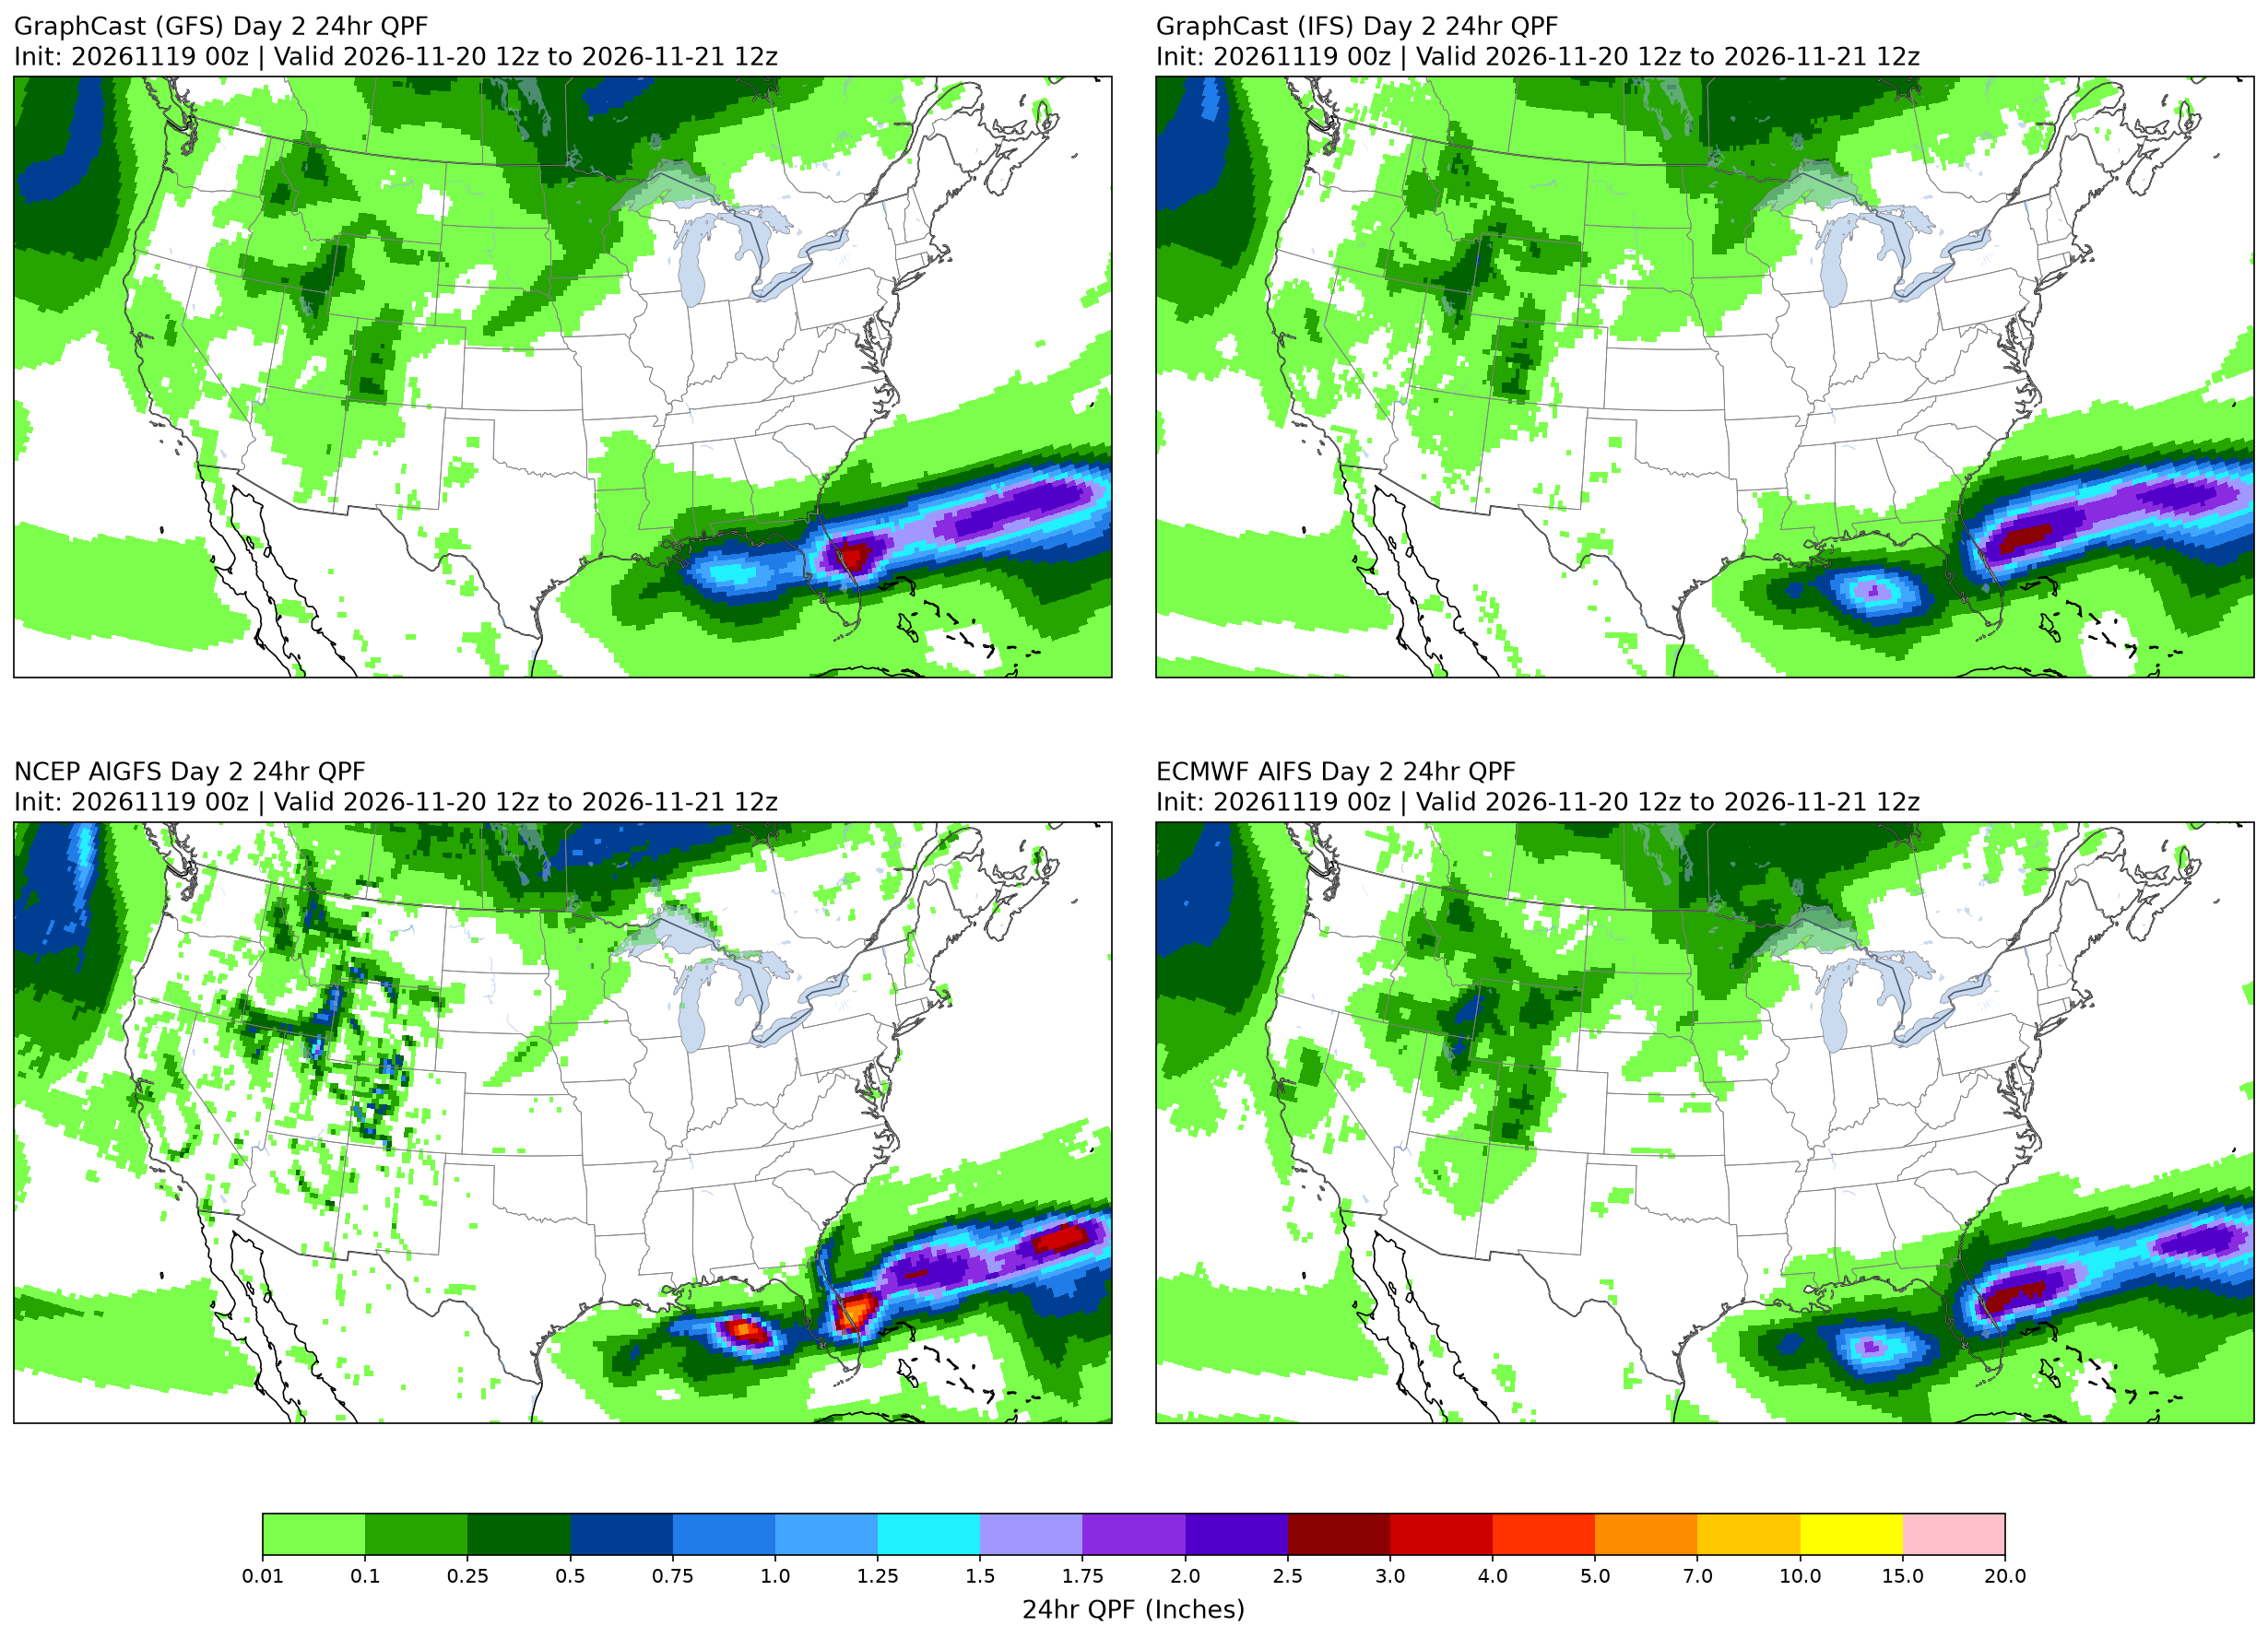 GraphCast (GFS) Day 2 24hr QPF
Init: 20261119 00z | Valid 2026-11-20 12z to 2026-11-21 12z
GraphCast (IFS) Day 2 24hr QPF
Init: 20261119 00z | Valid 2026-11-20 12z to 2026-11-21 12z
NCEP AIGFS Day 2 24hr QPF
Init: 20261119 00z | Valid 2026-11-20 12z to 2026-11-21 12z
ECMWF AIFS Day 2 24hr QPF
Init: 20261119 00z | Valid 2026-11-20 12z to 2026-11-21 12z
0.01 0.1 0.25 0.5 0.75 1.0 1.25 1.5 1.75 2.0 2.5 3.0 4.0 5.0 7.0 10.0 15.0 20.0
24hr QPF (Inches)